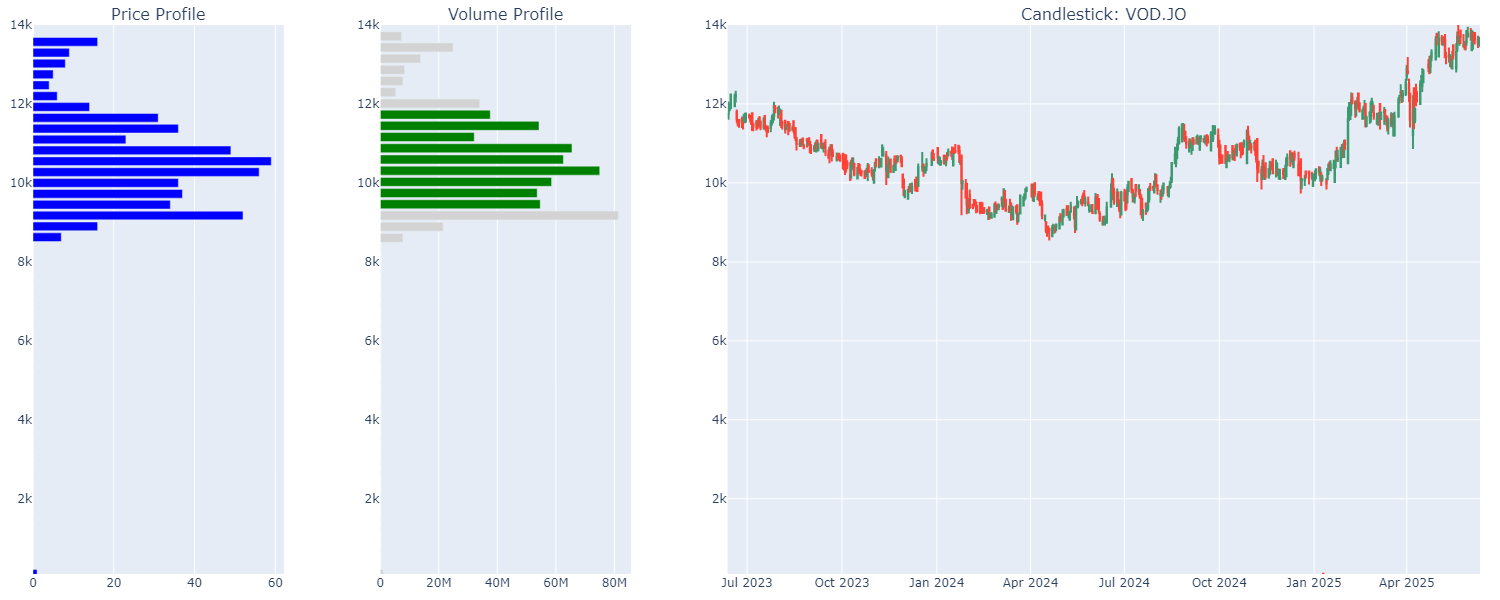 Price Profile
Volume Profile
Candlestick: VOD.JO
14k
12k
10k
8k
6k
4k
2k
0
20
40
60
14k
12k
10k
8k
6k
4k
2k
0
20M
40M
60M
80M
14k
12k
10k
8k
6k
4k
2k
Jul 2023
Oct 2023
Jan 2024
Apr 2024
Jul 2024
Oct 2024
Jan 2025
Apr 2025